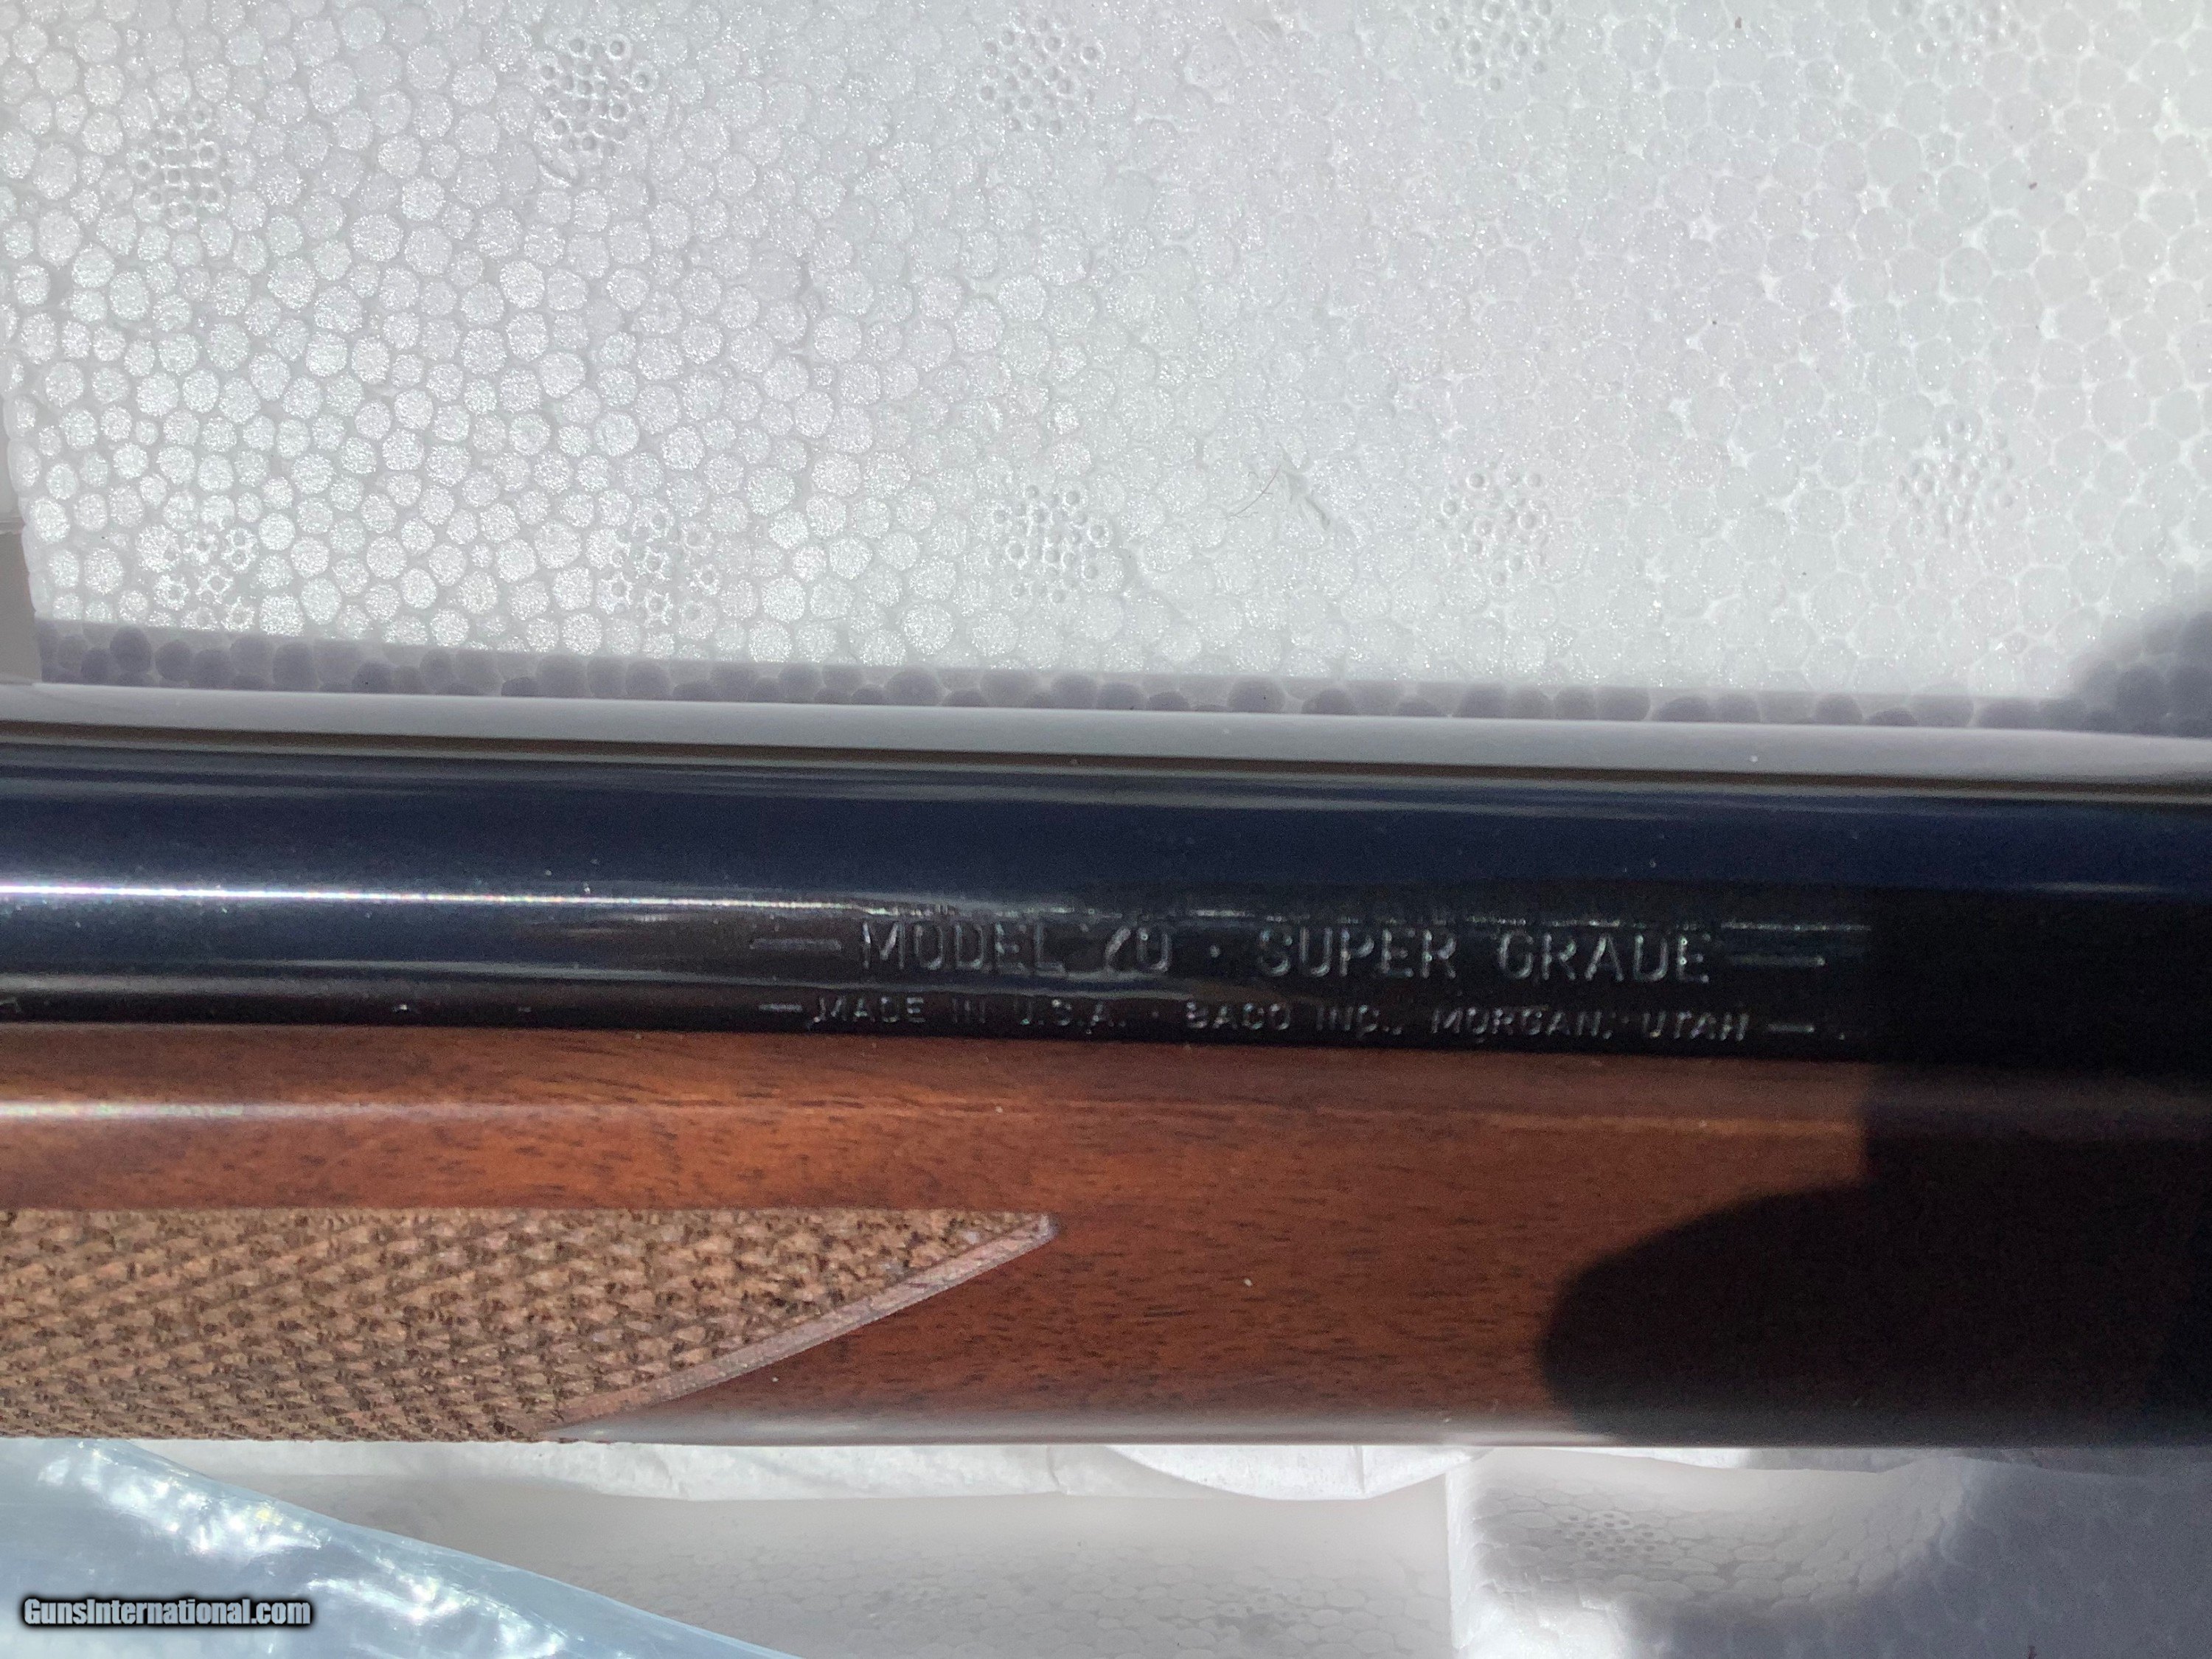 — MODEL 70 · SUPER GRADE —
— MADE IN U.S.A. · BACO INC., MORGAN, UTAH —
GunsInternational.com